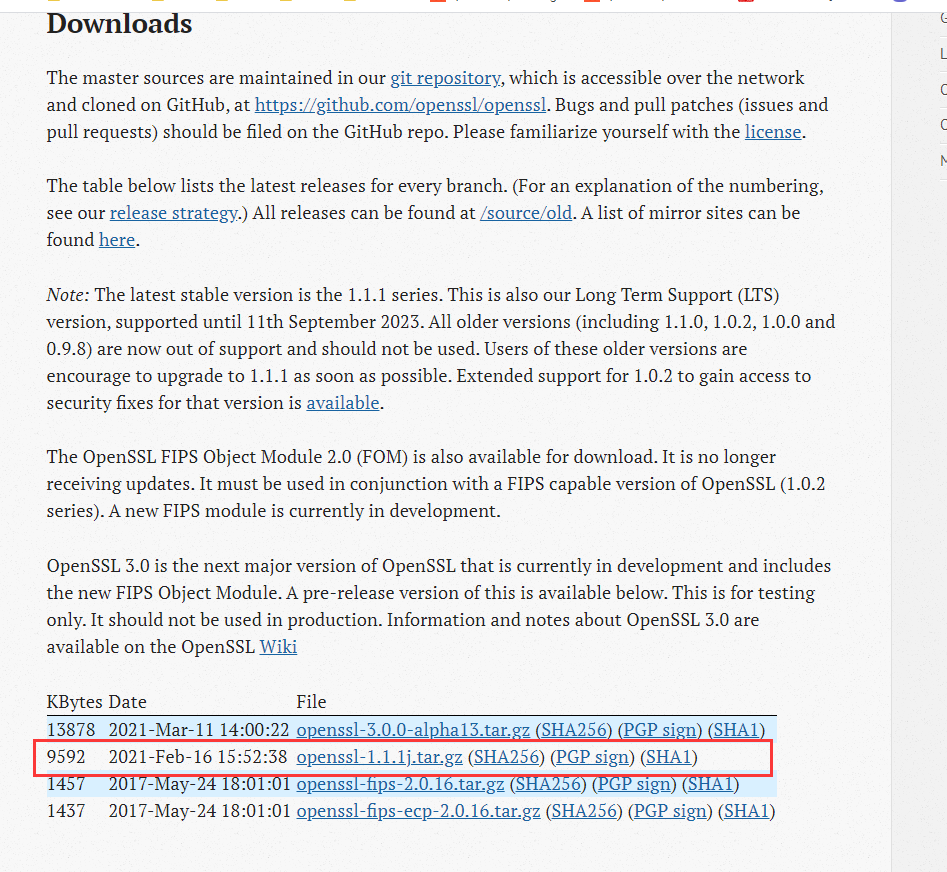 Downloads
The master sources are maintained in our git repository, which is accessible over the network
and cloned on GitHub, at https://github.com/openssl/openssl. Bugs and pull patches (issues and
pull requests) should be filed on the GitHub repo. Please familiarize yourself with the license.
The table below lists the latest releases for every branch. (For an explanation of the numbering,
see our release strategy.) All releases can be found at /source/old. A list of mirror sites can be
found here.
Note: The latest stable version is the 1.1.1 series. This is also our Long Term Support (LTS)
version, supported until 11th September 2023. All older versions (including 1.1.0, 1.0.2, 1.0.0 and
0.9.8) are now out of support and should not be used. Users of these older versions are
encourage to upgrade to 1.1.1 as soon as possible. Extended support for 1.0.2 to gain access to
security fixes for that version is available.
The OpenSSL FIPS Object Module 2.0 (FOM) is also available for download. It is no longer
receiving updates. It must be used in conjunction with a FIPS capable version of OpenSSL (1.0.2
series). A new FIPS module is currently in development.
OpenSSL 3.0 is the next major version of OpenSSL that is currently in development and includes
the new FIPS Object Module. A pre-release version of this is available below. This is for testing
only. It should not be used in production. Information and notes about OpenSSL 3.0 are
available on the OpenSSL Wiki
KBytes Date File
13878 2021-Mar-11 14:00:22 openssl-3.0.0-alpha13.tar.gz (SHA256) (PGP sign) (SHA1)
9592 2021-Feb-16 15:52:38 openssl-1.1.1j.tar.gz (SHA256) (PGP sign) (SHA1)
1457 2017-May-24 18:01:01 openssl-fips-2.0.16.tar.gz (SHA256) (PGP sign) (SHA1)
1437 2017-May-24 18:01:01 openssl-fips-ecp-2.0.16.tar.gz (SHA256) (PGP sign) (SHA1)